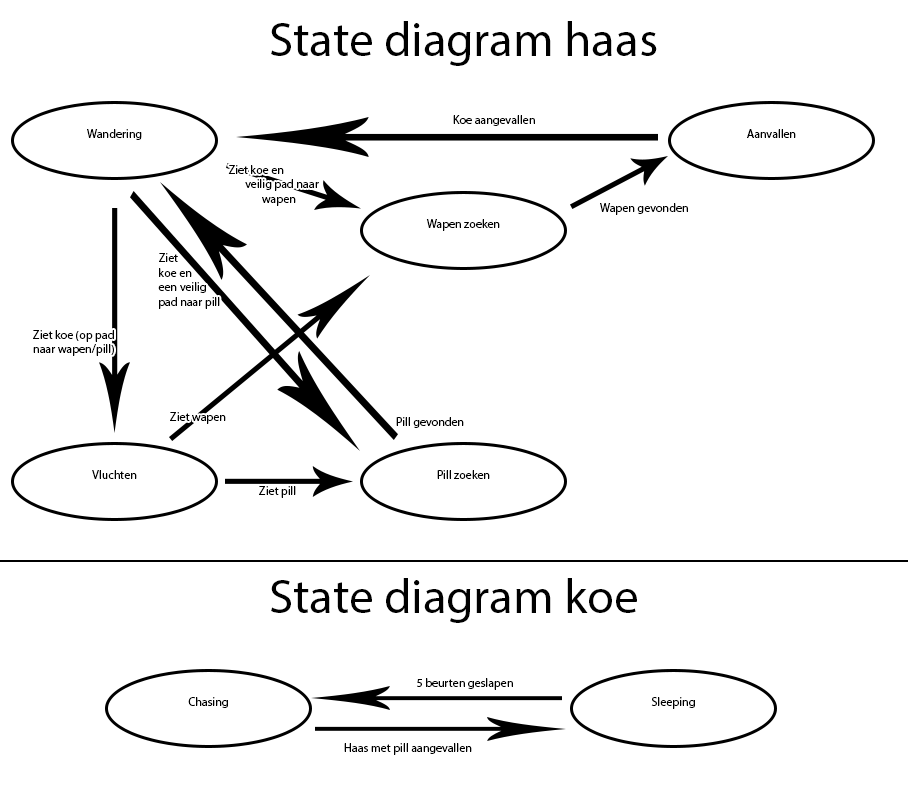 State diagram haas
Wandering
Koe aangevallen
Aanvallen
Ziet koe en
veilig pad naar
wapen
Wapen zoeken
Wapen gevonden
Ziet
koe en
een veilig
pad naar pill
Ziet koe (op pad
naar wapen/pill)
Ziet wapen
Pill gevonden
Vluchten
Ziet pill
Pill zoeken
State diagram koe
Chasing
5 beurten geslapen
Sleeping
Haas met pill aangevallen